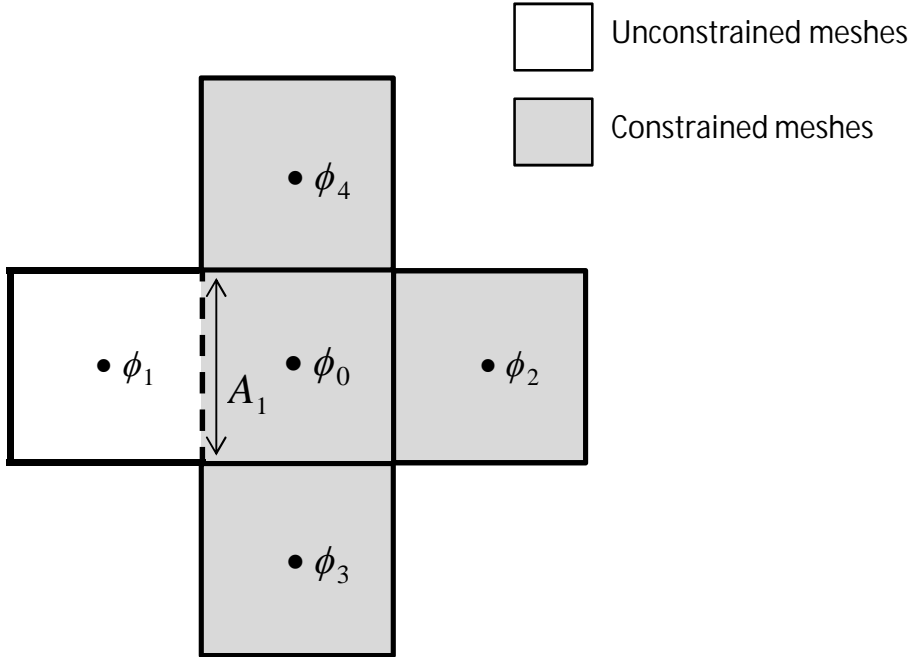 Unconstrained meshes
Constrained meshes
ϕ₄
ϕ₁
A₁
ϕ₀
ϕ₂
ϕ₃